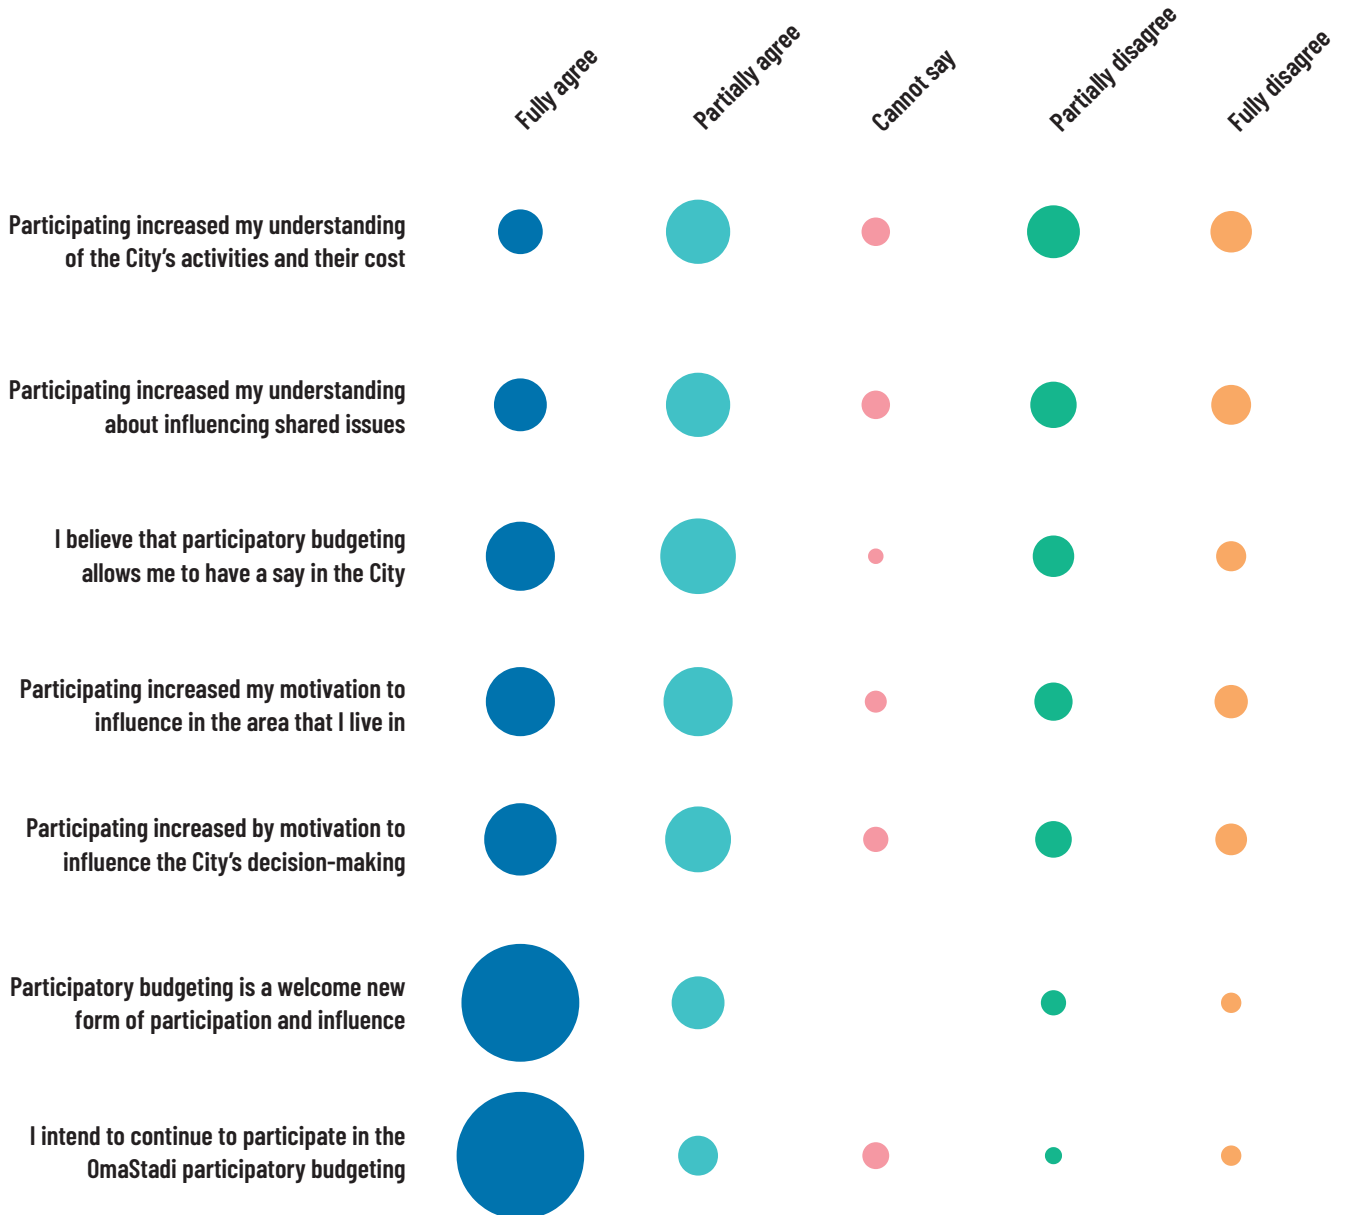 Fully agree
Partially agree
Cannot say
Partially disagree
Fully disagree
Participating increased my understanding
of the City's activities and their cost
Participating increased my understanding
about influencing shared issues
I believe that participatory budgeting
allows me to have a say in the City
Participating increased my motivation to
influence in the area that I live in
Participating increased by motivation to
influence the City's decision-making
Participatory budgeting is a welcome new
form of participation and influence
I intend to continue to participate in the
OmaStadi participatory budgeting